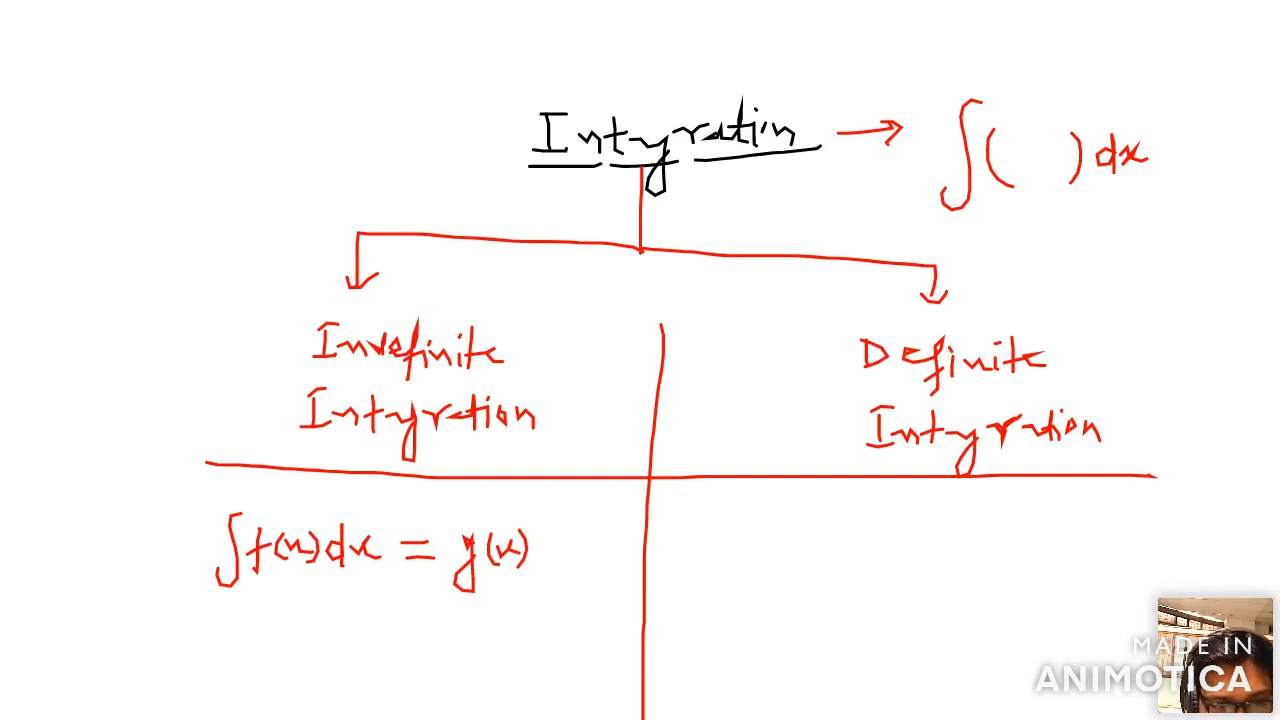 Integration → ∫( ) dx
Indefinite
Integration
Definite
Integration
∫f(x)dx = g(x)
MADE IN
ANIMOTICA